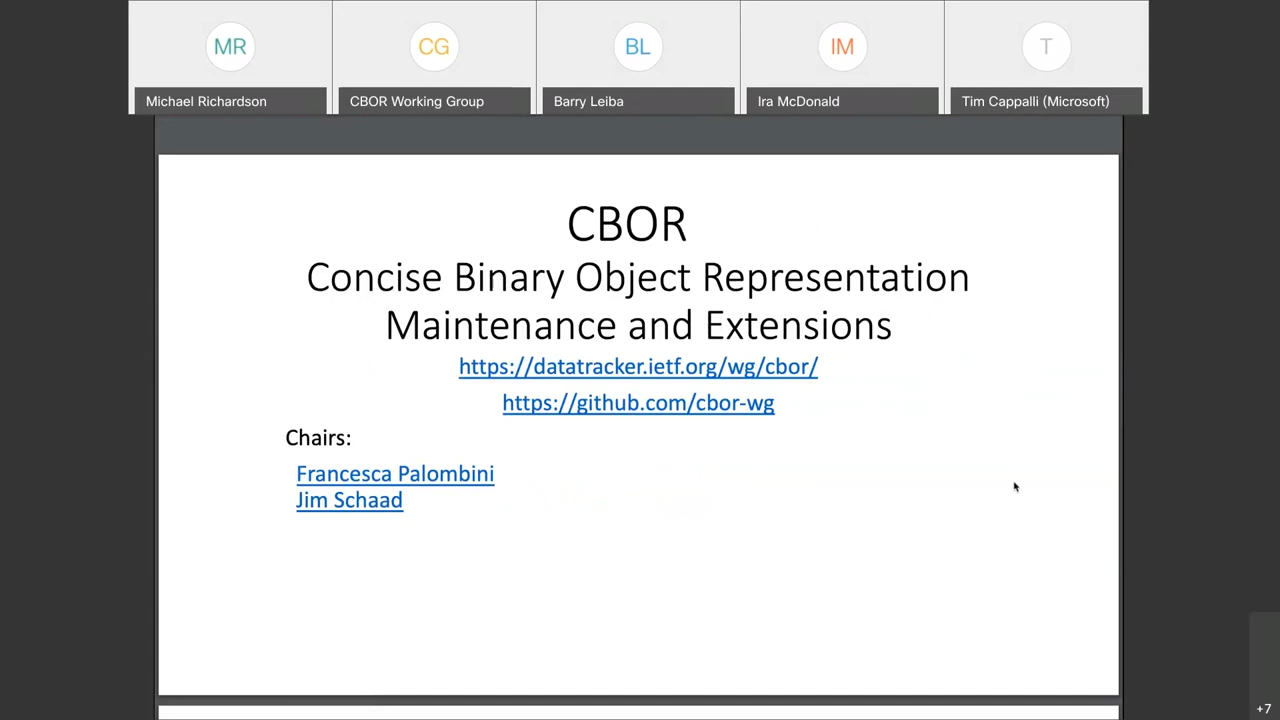 MR
CG
BL
IM
T
Michael Richardson
CBOR Working Group
Barry Leiba
Ira McDonald
Tim Cappalli (Microsoft)
CBOR
Concise Binary Object Representation
Maintenance and Extensions
https://datatracker.ietf.org/wg/cbor/
https://github.com/cbor-wg
Chairs:
Francesca Palombini
Jim Schaad
+7